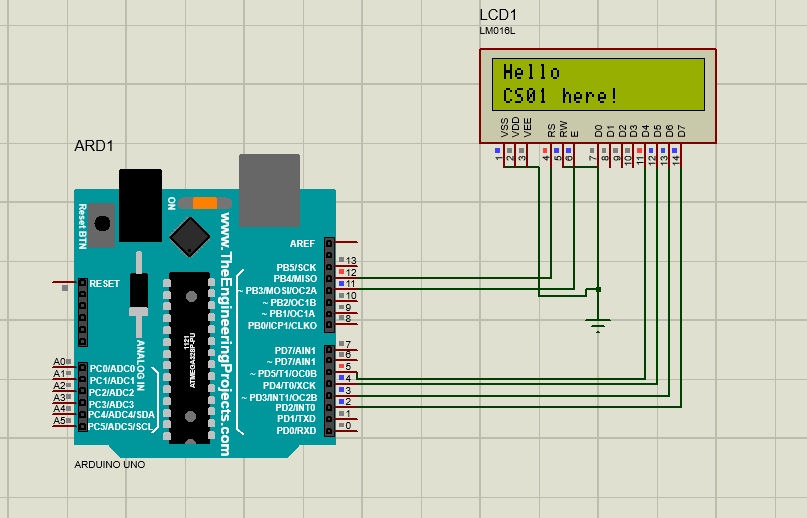 LCD1
LM016L
Hello
CS01 here!
VSS
VDD
VEE
RS
RW
E
D0
D1
D2
D3
D4
D5
D6
D7
1
2
3
4
5
6
7
8
9
10
11
12
13
14
ARD1
Reset BTN
ON
www.TheEngineeringProjects.com
1121
ATMEGA328P-PU
ANALOG IN
RESET
A0 PC0/ADC0
A1 PC1/ADC1
A2 PC2/ADC2
A3 PC3/ADC3
A4 PC4/ADC4/SDA
A5 PC5/ADC5/SCL
AREF
PB5/SCK 13
PB4/MISO 12
~ PB3/MOSI/OC2A 11
~ PB2/OC1B 10
~ PB1/OC1A 9
PB0/ICP1/CLKO 8
PD7/AIN1 7
~ PD7/AIN1 6
~ PD5/T1/OC0B 5
PD4/T0/XCK 4
~ PD3/INT1/OC2B 3
PD2/INT0 2
PD1/TXD 1
PD0/RXD 0
ARDUINO UNO